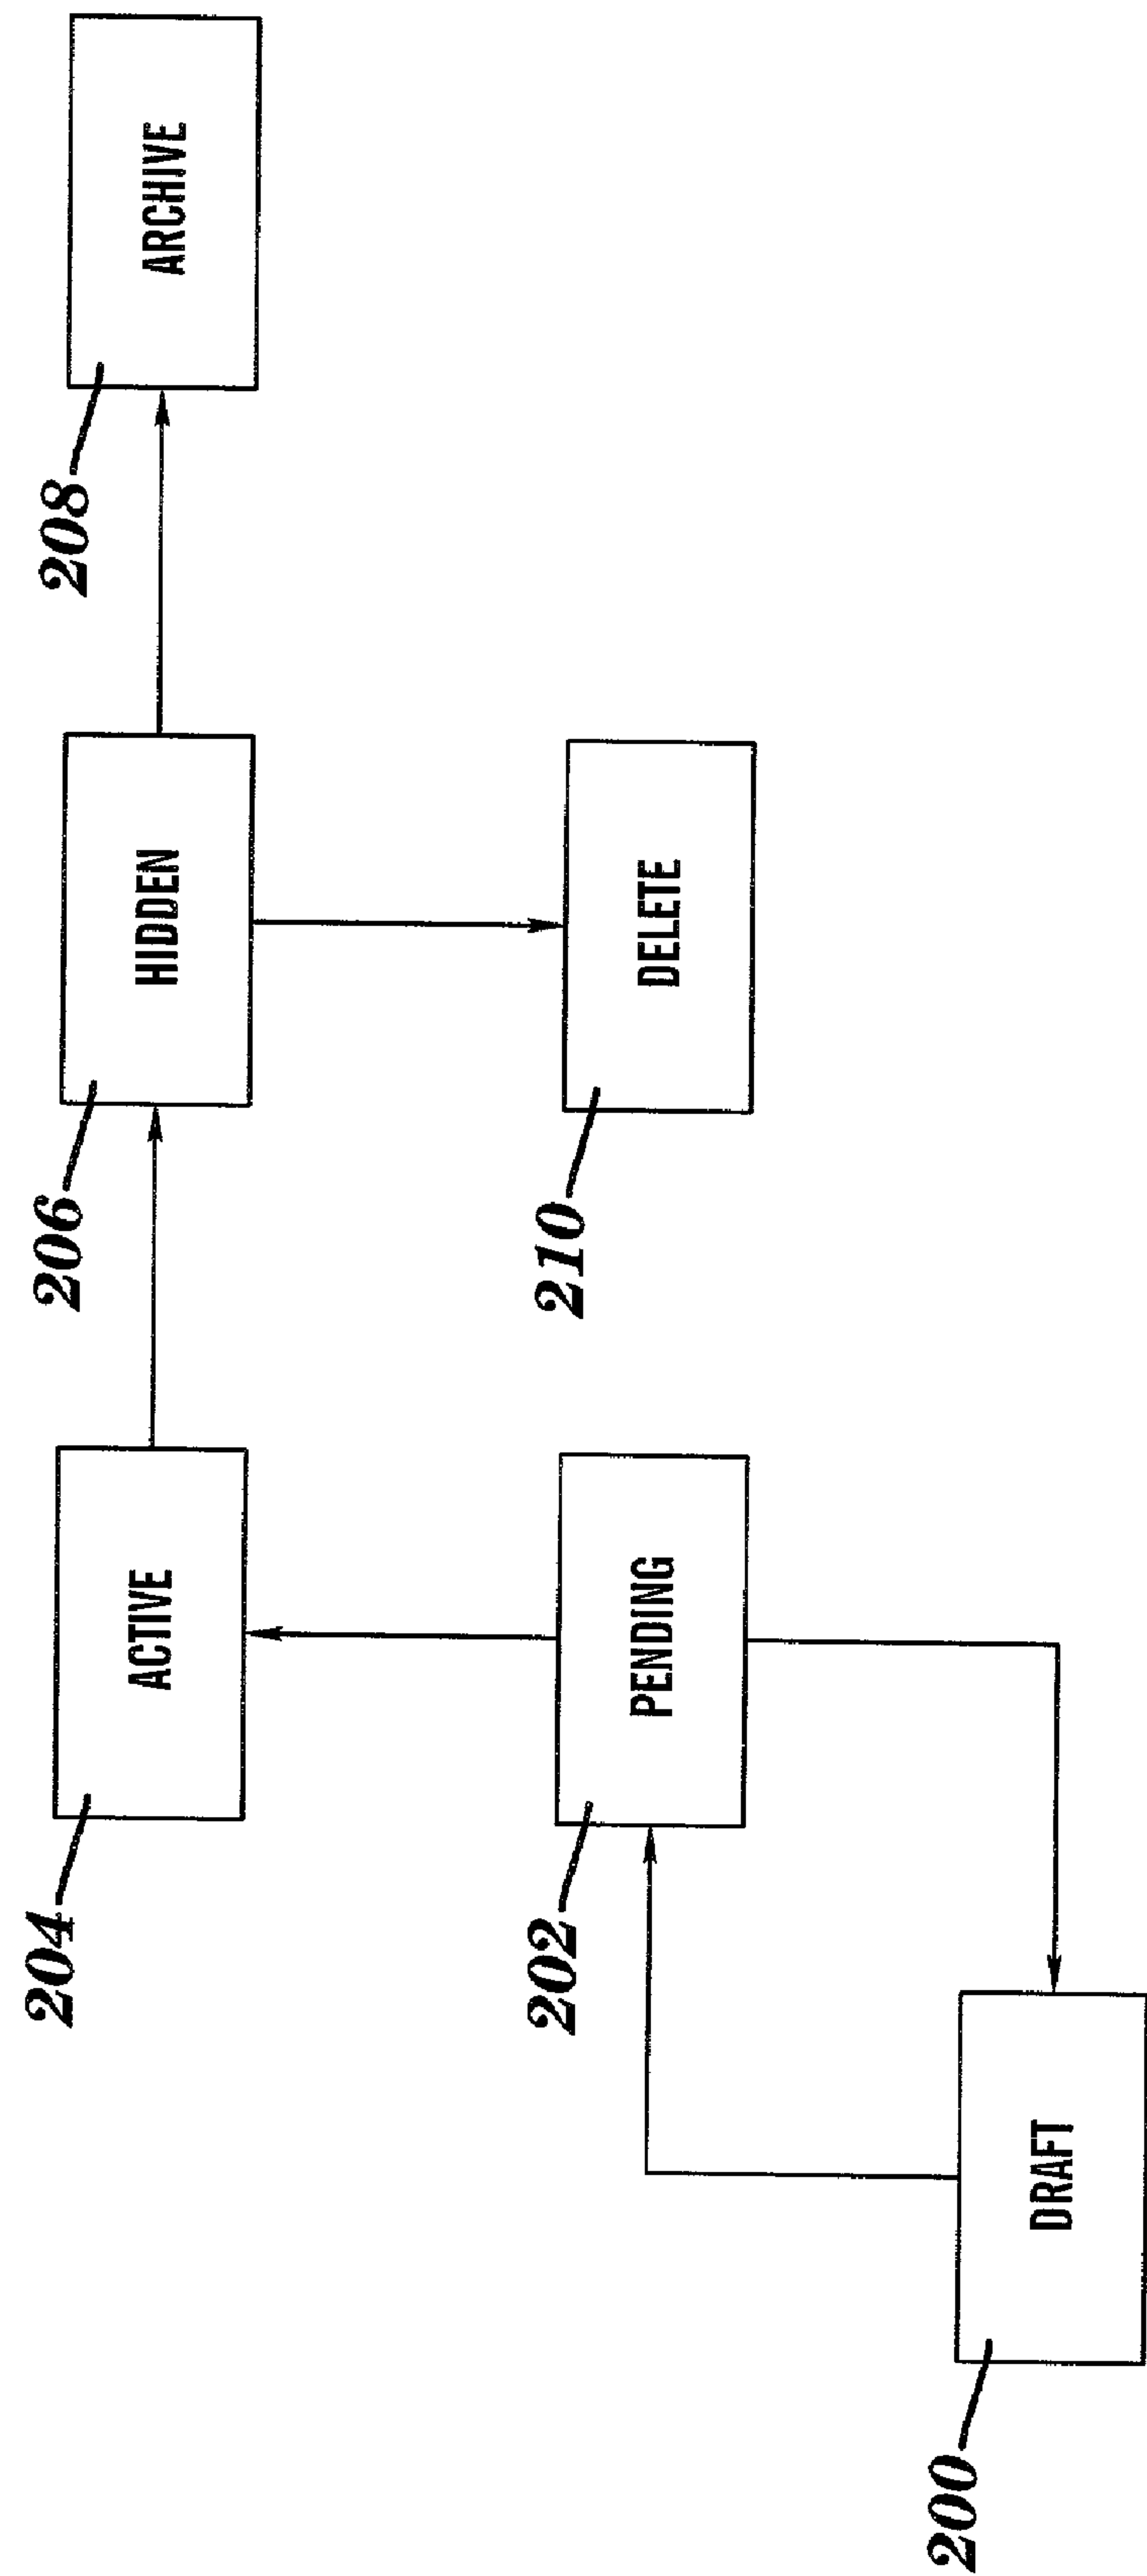 204
ACTIVE
206
HIDDEN
208
ARCHIVE
202
PENDING
210
DELETE
200
DRAFT